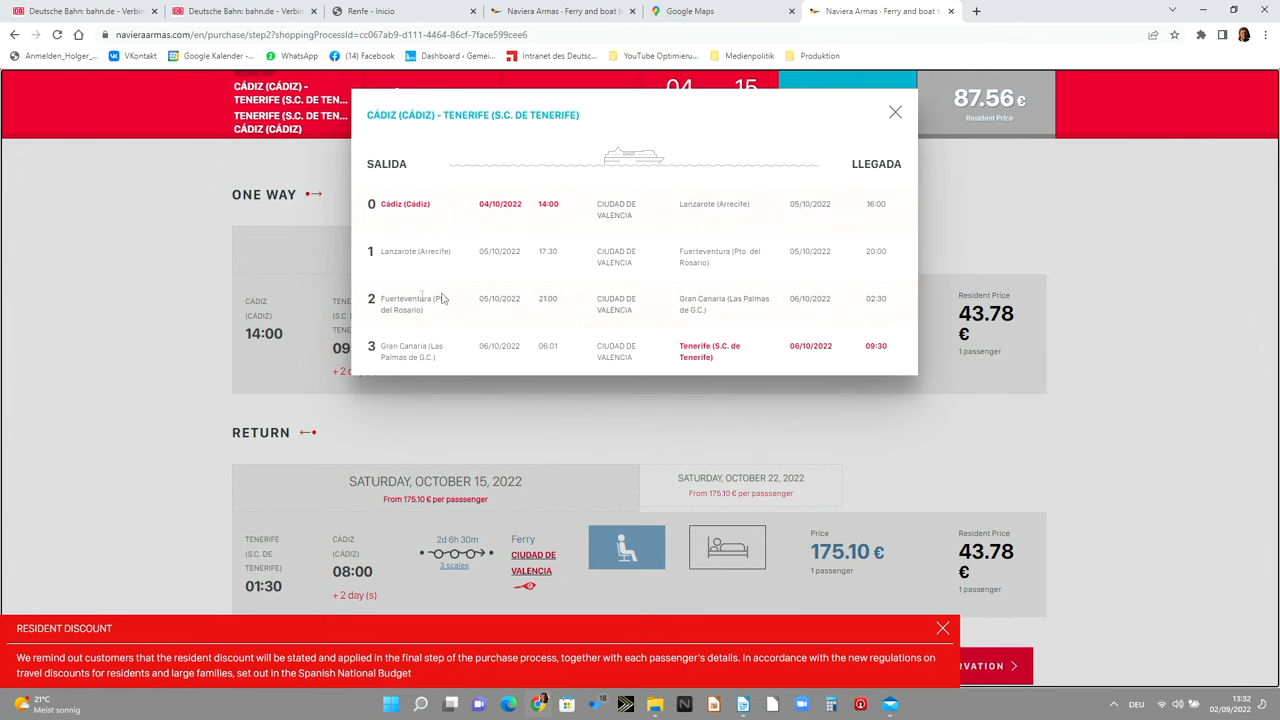 Deutsche Bahn: bahn.de - Verbin
Deutsche Bahn: bahn.de - Verbin
Renfe - Inicio
Naviera Armas - Ferry and boat t
Google Maps
Naviera Armas - Ferry and boat t
navieraarmas.com/en/purchase/step2?shoppingProcessId=cc067ab9-d111-4464-86cf-7face599cee6
Anmelden_Holger_...
VKontakt
Google Kalender -...
WhatsApp
(14) Facebook
Dashboard ‹ Gemei...
Intranet des Deutsc...
YouTube Optimieru...
Medienpolitik
Produktion
CÁDIZ (CÁDIZ) -
TENERIFE (S.C. DE TEN...
TENERIFE (S.C. DE TEN...
CÁDIZ (CÁDIZ)
04
15
87.56 €
Resident Price
CÁDIZ (CÁDIZ) - TENERIFE (S.C. DE TENERIFE)
SALIDA
LLEGADA
0 Cádiz (Cádiz) 04/10/2022 14:00 CIUDAD DE Lanzarote (Arrecife) 05/10/2022 16:00
VALENCIA
1 Lanzarote (Arrecife) 05/10/2022 17:30 CIUDAD DE Fuerteventura (Pto. del 05/10/2022 20:00
VALENCIA Rosario)
2 Fuerteventura (P 05/10/2022 21:00 CIUDAD DE Gran Canaria (Las Palmas 06/10/2022 02:30
del Rosario) VALENCIA de G.C.)
3 Gran Canaria (Las 06/10/2022 06:01 CIUDAD DE Tenerife (S.C. de 06/10/2022 09:30
Palmas de G.C.) VALENCIA Tenerife)
ONE WAY
CÁDIZ
(CÁDIZ)
14:00
TENE
(S.C.
TENE
09
+ 2 d
Resident Price
43.78
€
1 passenger
RETURN
SATURDAY, OCTOBER 15, 2022
From 175.10 € per passsenger
SATURDAY, OCTOBER 22, 2022
From 175.10 € per passsenger
TENERIFE
(S.C. DE
TENERIFE)
01:30
CÁDIZ
(CÁDIZ)
08:00
+ 2 day (s)
2d 6h 30m
3 scales
Ferry
CIUDAD DE
VALENCIA
Price
175.10 €
1 passenger
Resident Price
43.78
€
1 passenger
RVATION
RESIDENT DISCOUNT
We remind out customers that the resident discount will be stated and applied in the final step of the purchase process, together with each passenger's details. In accordance with the new regulations on
travel discounts for residents and large families, set out in the Spanish National Budget
21°C
Meist sonnig
18
DEU
13:32
02/09/2022